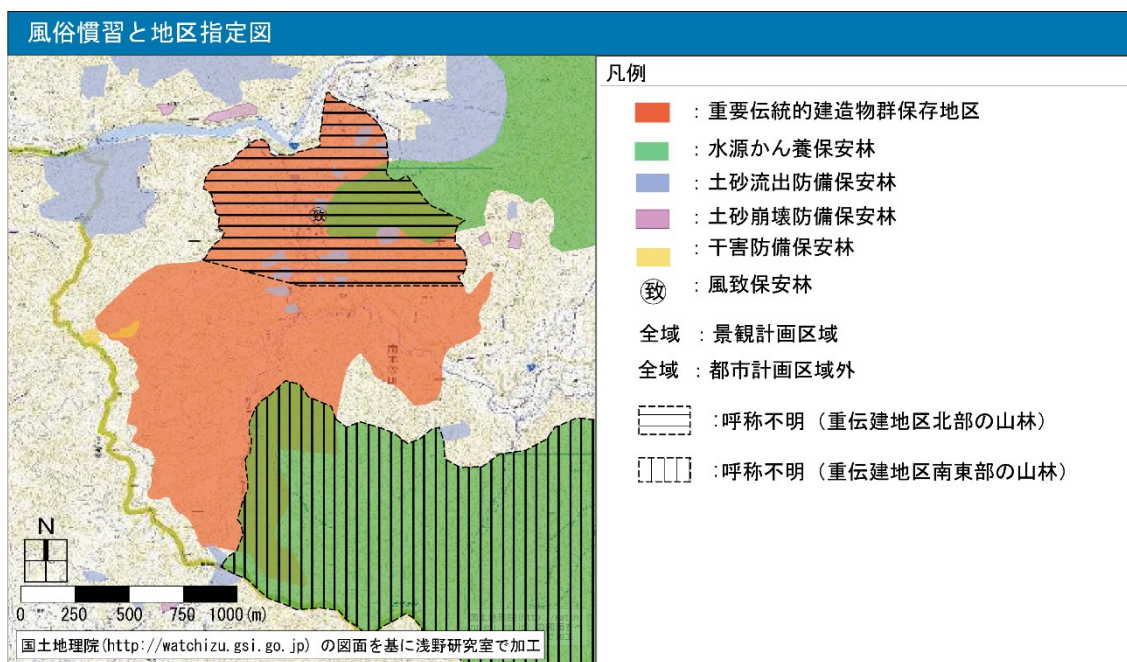 風俗慣習と地区指定図
凡例
：重要伝統的建造物群保存地区
：水源かん養保安林
：土砂流出防備保安林
：土砂崩壊防備保安林
：干害防備保安林
致
致 ：風致保安林
全域 ：景観計画区域
全域 ：都市計画区域外
：呼称不明（重伝建地区北部の山林）
：呼称不明（重伝建地区南東部の山林）
N
0 250 500 750 1000(m)
国土地理院(http://watchizu.gsi.go.jp) の図面を基に浅野研究室で加工